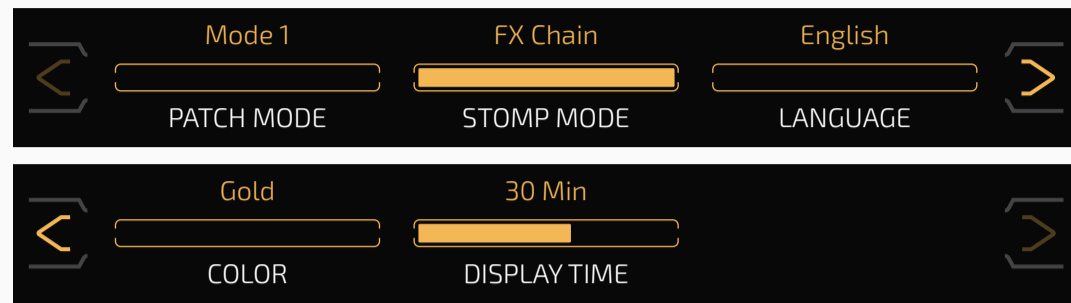 Mode 1 FX Chain English
PATCH MODE STOMP MODE LANGUAGE
Gold 30 Min
COLOR DISPLAY TIME